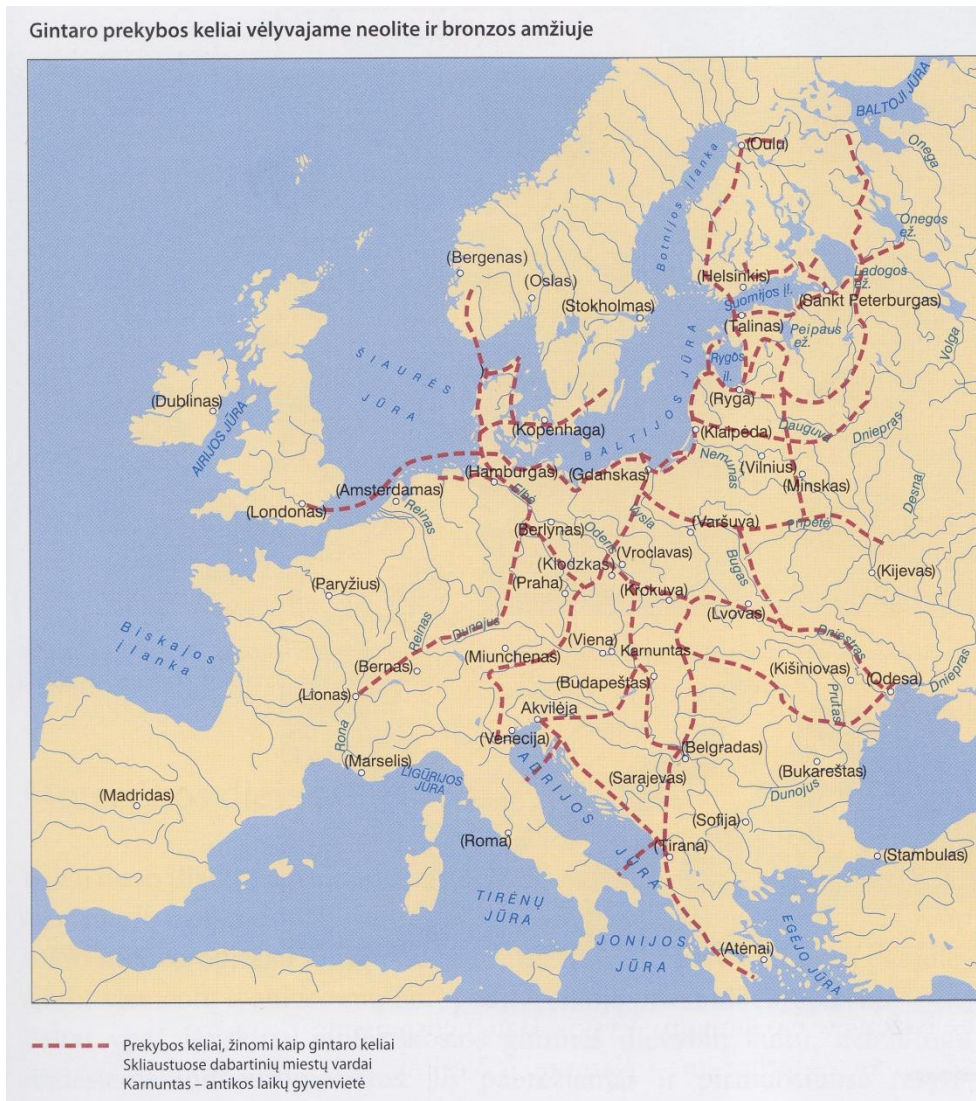 Gintaro prekybos keliai vėlyvajame neolite ir bronzos amžiuje
BALTOJI JŪRA
(Oulu)
Onega
Botnijos įlanka
Onegos
ež.
(Bergenas)
(Oslas)
(Helsinkis)
Ladogos
ež.
(Stokholmas)
Suomijos įl.
(Sankt Peterburgas)
(Talinas)
Peipaus
ež.
Volga
ŠIAURĖS
JŪRA
Rygos
įl.
(Dublinas)
AIRIJOS JŪRA
(Ryga)
BALTIJOS JŪRA
(Kopenhaga)
(Klaipėda)
Dauguva
Dniepras
(Hamburgas)
(Gdanskas)
Nemunas
(Vilnius)
(Minskas)
Desna
(Amsterdamas)
(Londonas)
Reinas
Elbė
(Berlynas)
Oderis
Visla
(Varšuva)
Pripetė
(Vroclavas)
Bugas
(Klodzkas)
(Kijevas)
(Paryžius)
(Praha)
(Krokuva)
(Lvovas)
Reinas
Dunojus
Dniestras
Biskajos
įlanka
(Viena)
Karnuntas
(Miunchenas)
(Bernas)
(Budapeštas)
(Kišiniovas)
(Odesa)
Dniepras
Prutas
(Lionas)
Akvilėja
Rona
(Venecija)
(Belgradas)
(Marselis)
LIGŪRIJOS
JŪRA
ADRIJOS JŪRA
(Sarajevas)
(Bukareštas)
Dunojus
(Madridas)
(Sofija)
(Roma)
(Tirana)
(Stambulas)
TIRĖNŲ
JŪRA
JONIJOS
JŪRA
(Atėnai)
EGĖJO JŪRA
Prekybos keliai, žinomi kaip gintaro keliai
Skliaustuose dabartinių miestų vardai
Karnuntas – antikos laikų gyvenvietė